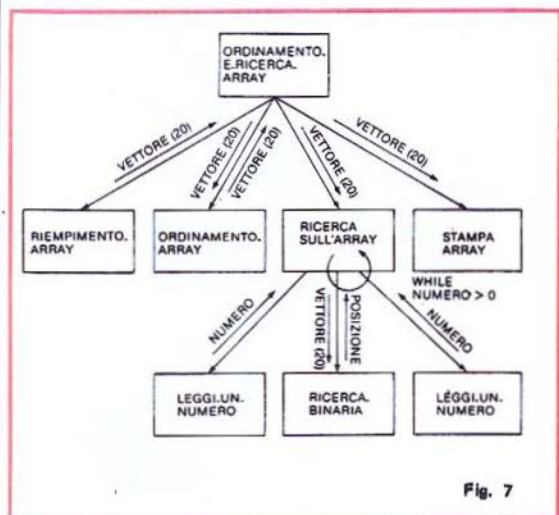 ORDINAMENTO.
E.RICERCA.
ARRAY
VETTORE (20)
VETTORE (20)
VETTORE (20)
VETTORE (20)
VETTORE (20)
RIEMPIMENTO.
ARRAY
ORDINAMENTO.
ARRAY
RICERCA
SULL'ARRAY
STAMPA
ARRAY
WHILE
NUMERO > 0
NUMERO
VETTORE (20)
POSIZIONE
NUMERO
LEGGI.UN.
NUMERO
RICERCA.
BINARIA
LÉGGI.UN.
NUMERO
Fig. 7